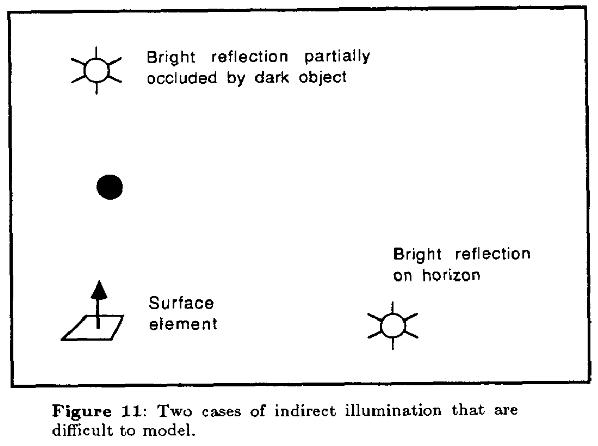 Bright reflection partially
occluded by dark object
Bright reflection
on horizon
Surface
element
Figure 11: Two cases of indirect illumination that are
difficult to model.